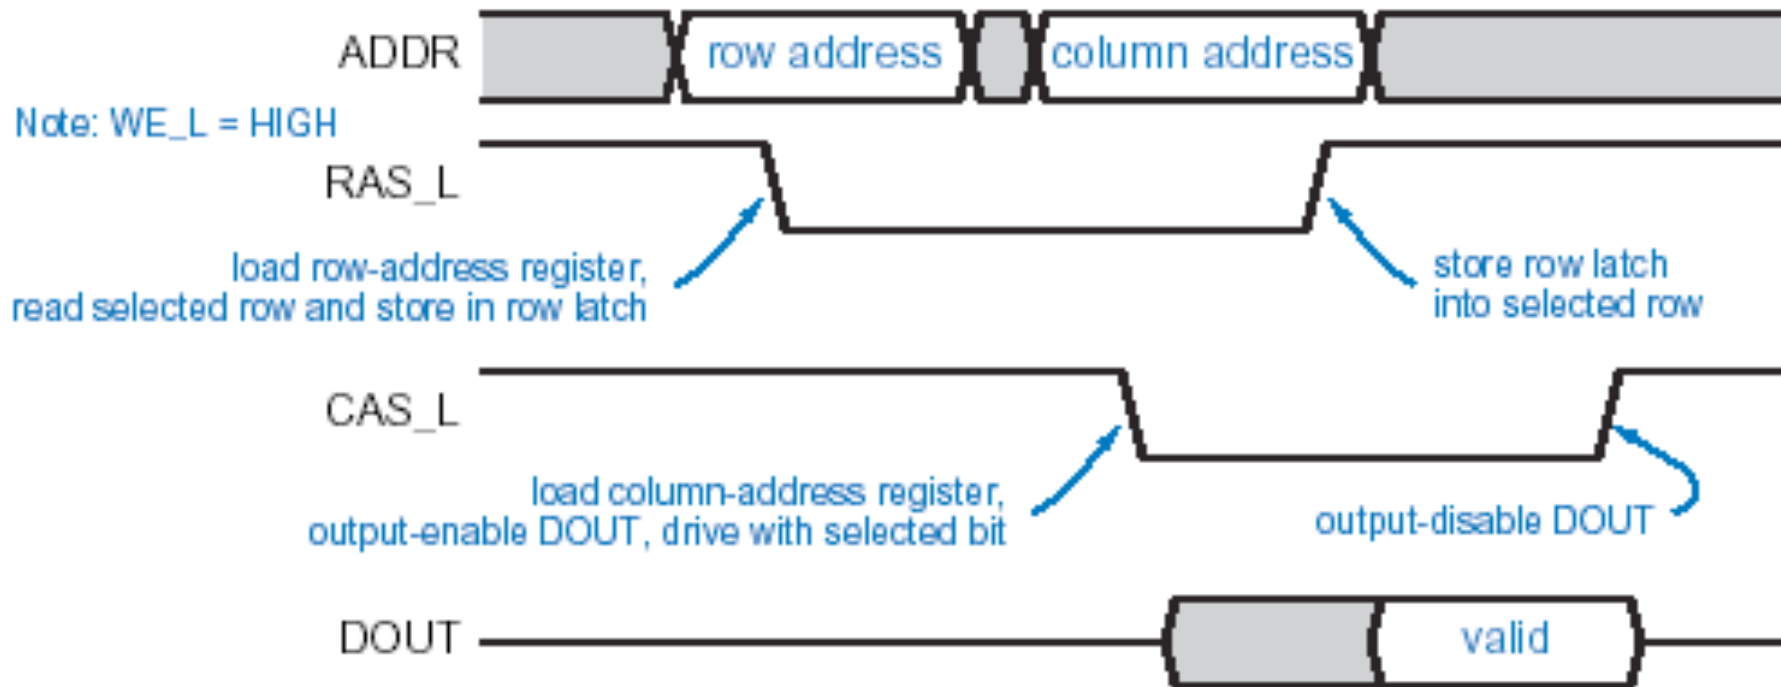 ADDR
row address
column address
Note: WE_L = HIGH
RAS_L
load row-address register,
read selected row and store in row latch
store row latch
into selected row
CAS_L
load column-address register,
output-enable DOUT, drive with selected bit
output-disable DOUT
DOUT
valid